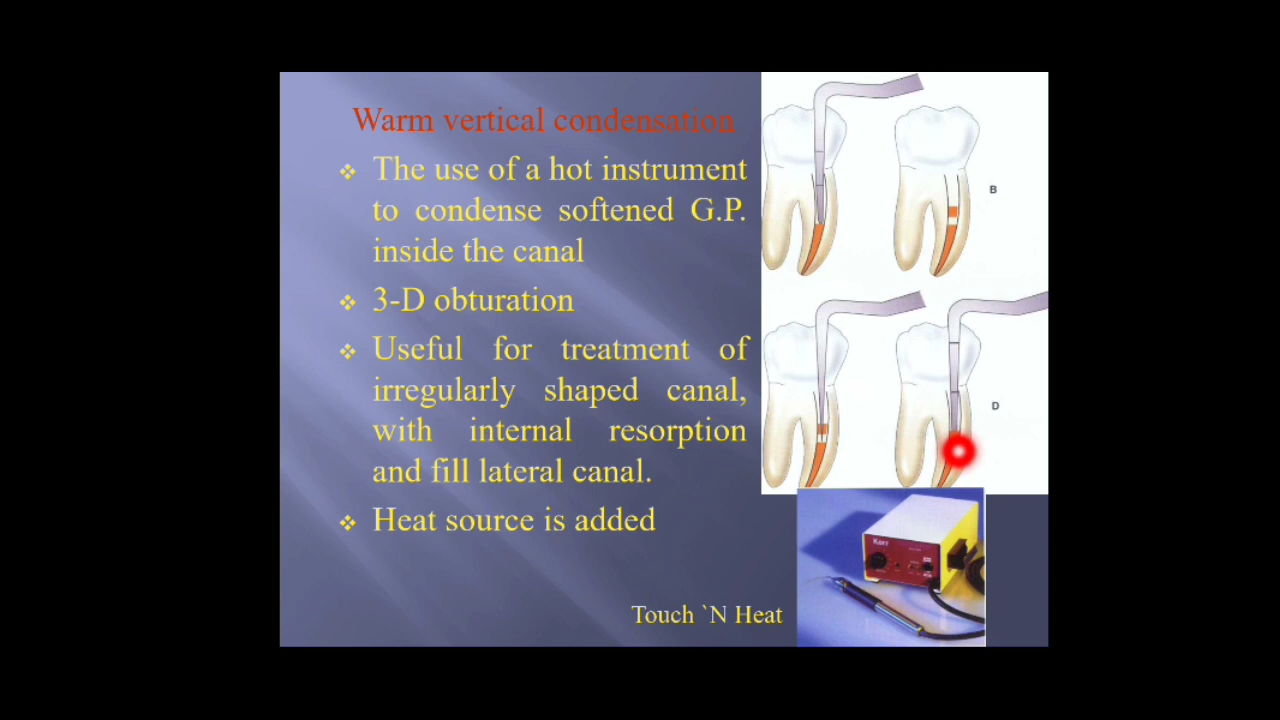 Warm vertical condensation
The use of a hot instrument
to condense softened G.P.
inside the canal
3-D obturation
Useful for treatment of
irregularly shaped canal,
with internal resorption
and fill lateral canal.
Heat source is added
Touch `N Heat
B
D
Kerr